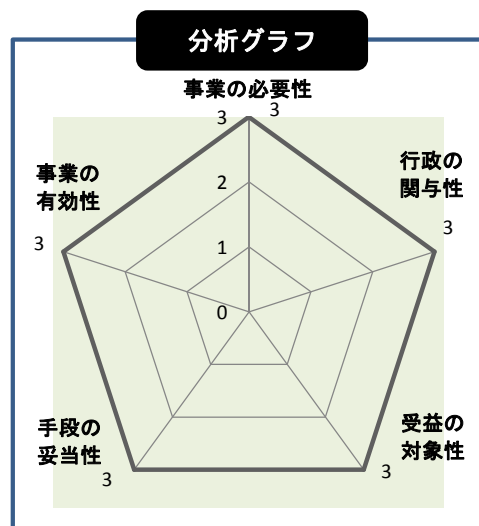 分析グラフ
事業の必要性
3
3
事業の
有効性
行政の
関与性
2
3
3
1
0
手段の
妥当性
受益の
対象性
3
3